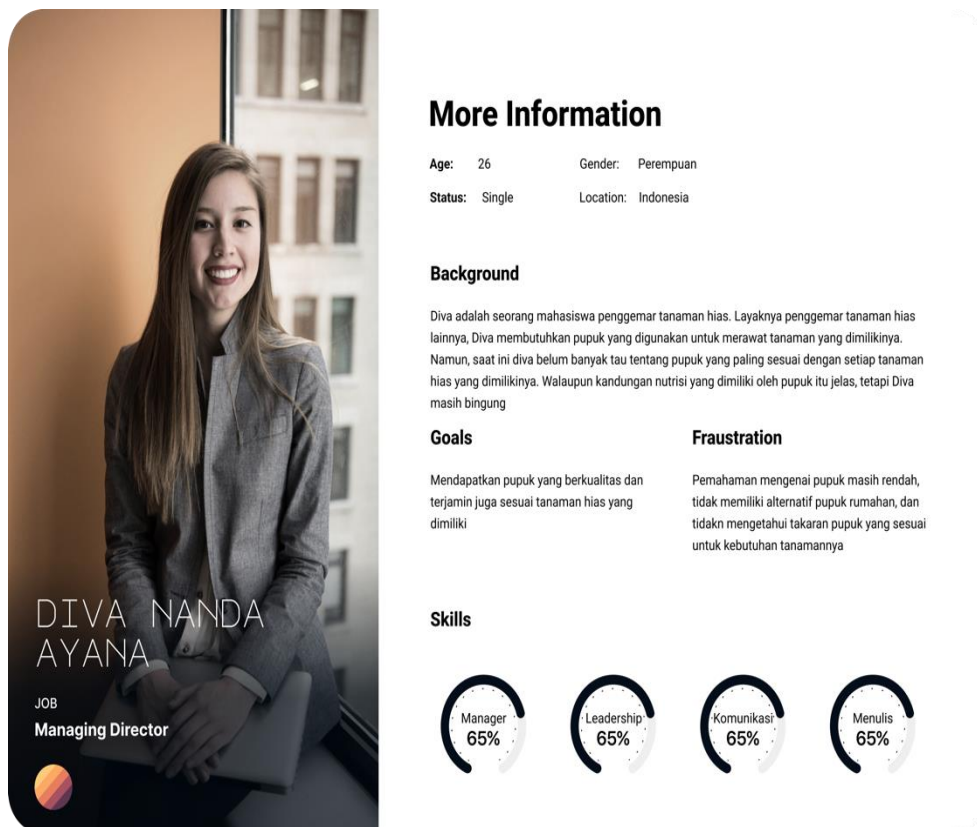 More Information
Age: 26 Gender: Perempuan
Status: Single Location: Indonesia
Background
Diva adalah seorang mahasiswa penggemar tanaman hias. Layaknya penggemar tanaman hias
lainnya, Diva membutuhkan pupuk yang digunakan untuk merawat tanaman yang dimilikinya.
Namun, saat ini diva belum banyak tau tentang pupuk yang paling sesuai dengan setiap tanaman
hias yang dimilikinya. Walaupun kandungan nutrisi yang dimiliki oleh pupuk itu jelas, tetapi Diva
masih bingung
Goals
Mendapatkan pupuk yang berkualitas dan
terjamin juga sesuai tanaman hias yang
dimiliki
Fraustration
Pemahaman mengenai pupuk masih rendah,
tidak memiliki alternatif pupuk rumahan, dan
tidakn mengetahui takaran pupuk yang sesuai
untuk kebutuhan tanamannya
Skills
Manager
65%
Leadership
65%
Komunikasi
65%
Menulis
65%
DIVA NANDA
AYANA
JOB
Managing Director